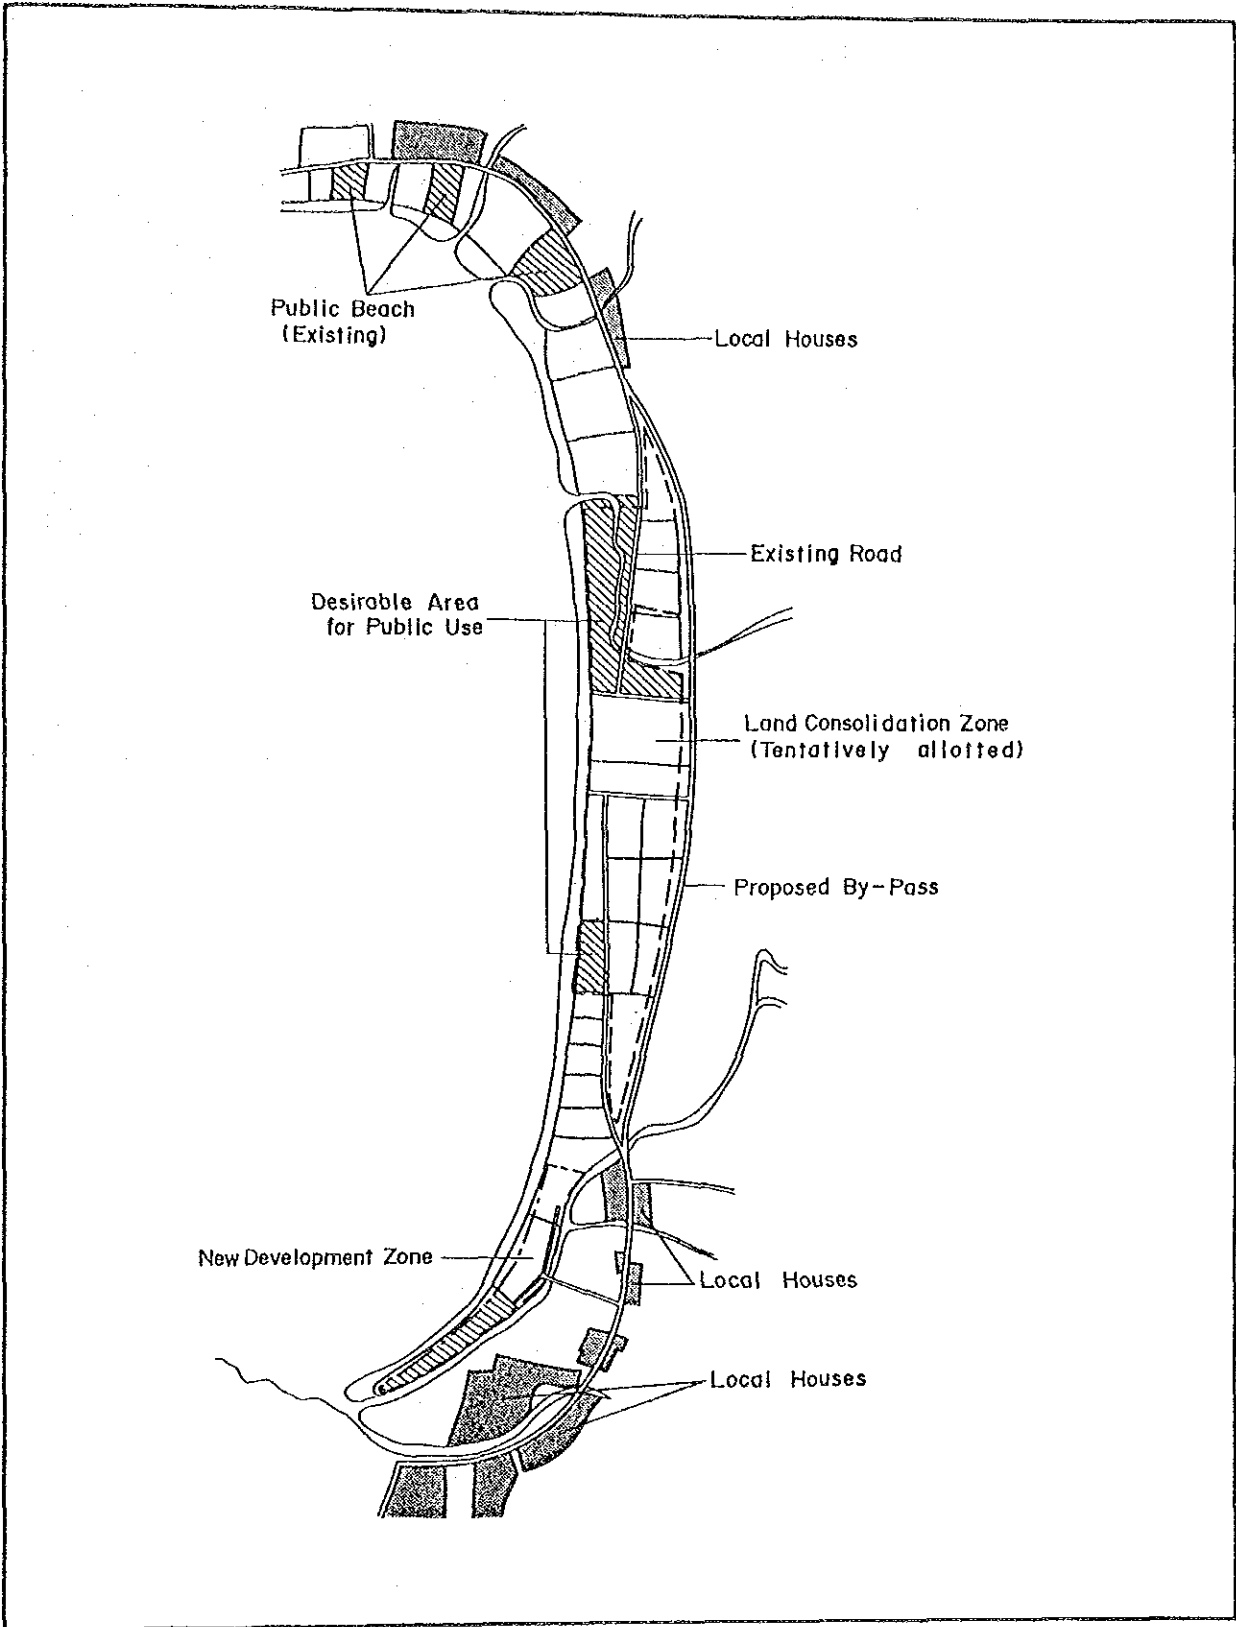 Public Beach
(Existing)
Local Houses
Existing Road
Desirable Area
for Public Use
Land Consolidation Zone
(Tentatively allotted)
Proposed By-Pass
New Development Zone
Local Houses
Local Houses